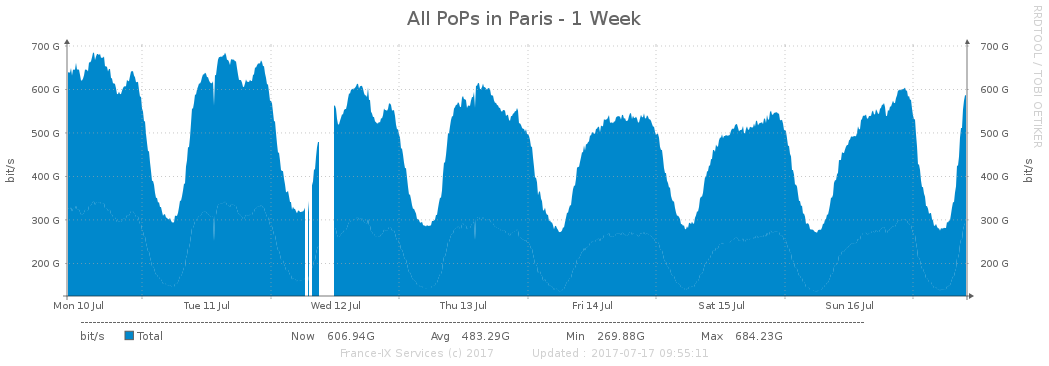 All PoPs in Paris - 1 Week
RRDTOOL / TOBI OETIKER
bit/s
700 G
600 G
500 G
400 G
300 G
200 G
700 G
600 G
500 G
400 G
300 G
200 G
bit/s
Mon 10 Jul Tue 11 Jul Wed 12 Jul Thu 13 Jul Fri 14 Jul Sat 15 Jul Sun 16 Jul
bit/s Total Now 606.94G Avg 483.29G Min 269.88G Max 684.23G
France-IX Services (c) 2017 Updated : 2017-07-17 09:55:11